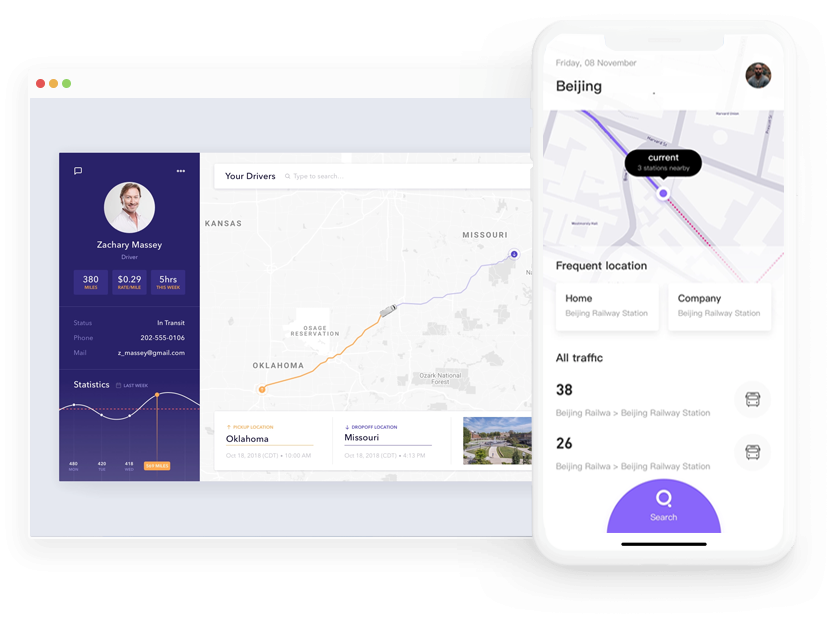 Zachary Massey
Driver
380
MILES
$0.29
RATE/MILE
5hrs
THIS WEEK
Status
In Transit
Phone
202-555-0106
Mail
z_massey@gmail.com
Statistics
LAST WEEK
480
MON
420
TUE
418
WED
Your Drivers
Type to search...
KANSAS
MISSOURI
OSAGE
RESERVATION
OKLAHOMA
Ozark National
Forest
PICKUP LOCATION
Oklahoma
Oct 18, 2018 (CDT) • 10:00 AM
DROPOFF LOCATION
Missouri
Oct 18, 2018 (CDT) • 4:13 PM
Friday, 08 November
Beijing
Harvard Union
Harvard St
current
3 stations nearby
Frequent location
Home
Beijing Railway Station
Company
Beijing Railway Station
All traffic
38
Beijing Railwa > Beijing Railway Station
26
Beijing Railwa > Beijing Railway Station
Search